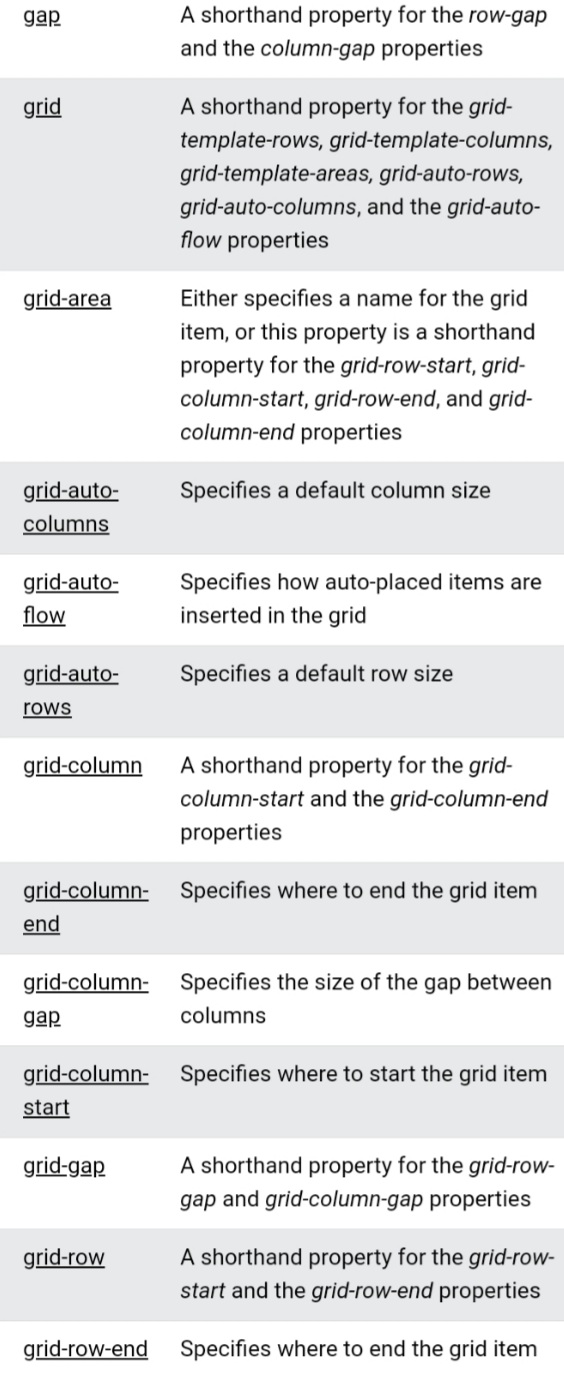 gap A shorthand property for the row-gap
and the column-gap properties
grid A shorthand property for the grid-
template-rows, grid-template-columns,
grid-template-areas, grid-auto-rows,
grid-auto-columns, and the grid-auto-
flow properties
grid-area Either specifies a name for the grid
item, or this property is a shorthand
property for the grid-row-start, grid-
column-start, grid-row-end, and grid-
column-end properties
grid-auto- Specifies a default column size
columns
grid-auto- Specifies how auto-placed items are
flow inserted in the grid
grid-auto- Specifies a default row size
rows
grid-column A shorthand property for the grid-
column-start and the grid-column-end
properties
grid-column- Specifies where to end the grid item
end
grid-column- Specifies the size of the gap between
gap columns
grid-column- Specifies where to start the grid item
start
grid-gap A shorthand property for the grid-row-
gap and grid-column-gap properties
grid-row A shorthand property for the grid-row-
start and the grid-row-end properties
grid-row-end Specifies where to end the grid item